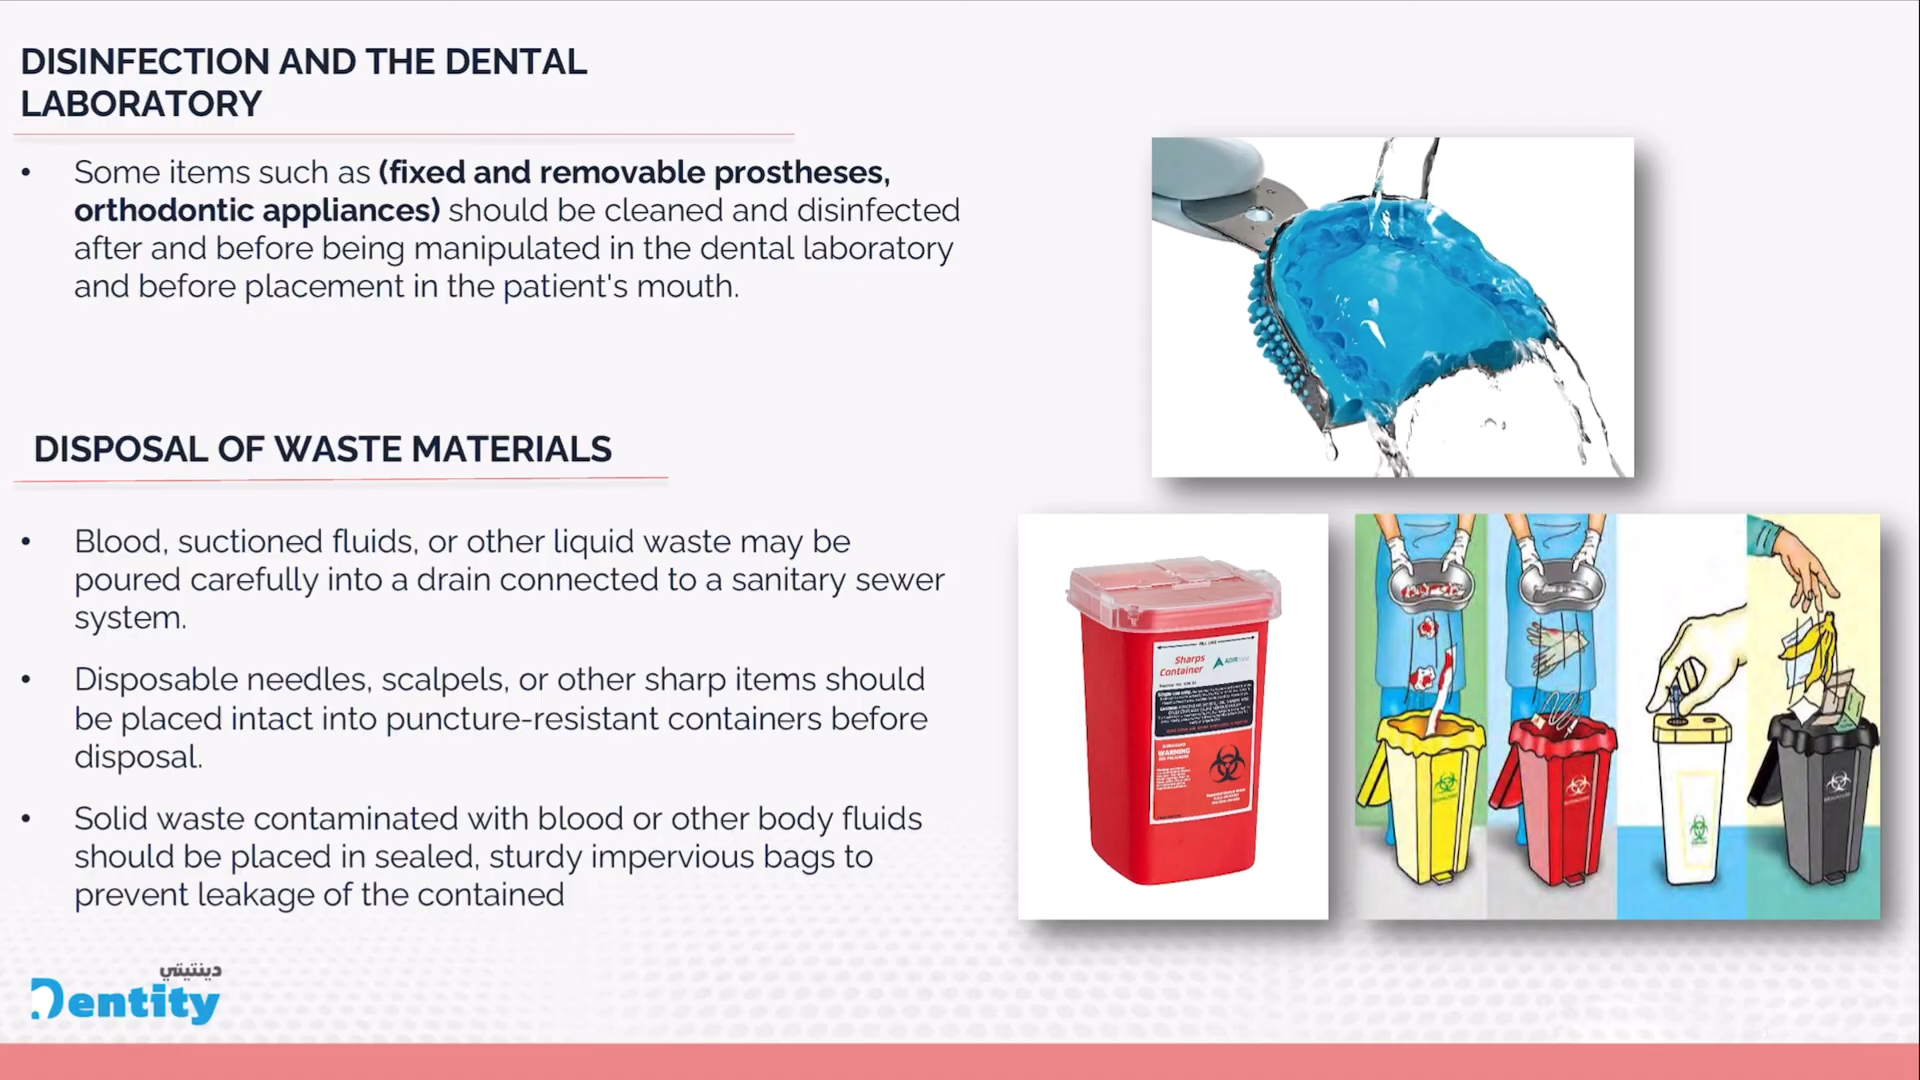 DISINFECTION AND THE DENTAL
LABORATORY
• Some items such as (fixed and removable prostheses,
orthodontic appliances) should be cleaned and disinfected
after and before being manipulated in the dental laboratory
and before placement in the patient's mouth.
DISPOSAL OF WASTE MATERIALS
• Blood, suctioned fluids, or other liquid waste may be
poured carefully into a drain connected to a sanitary sewer
system.
• Disposable needles, scalpels, or other sharp items should
be placed intact into puncture-resistant containers before
disposal.
• Solid waste contaminated with blood or other body fluids
should be placed in sealed, sturdy impervious bags to
prevent leakage of the contained
Sharps
Container
WARNING
دينتيتي
Dentity